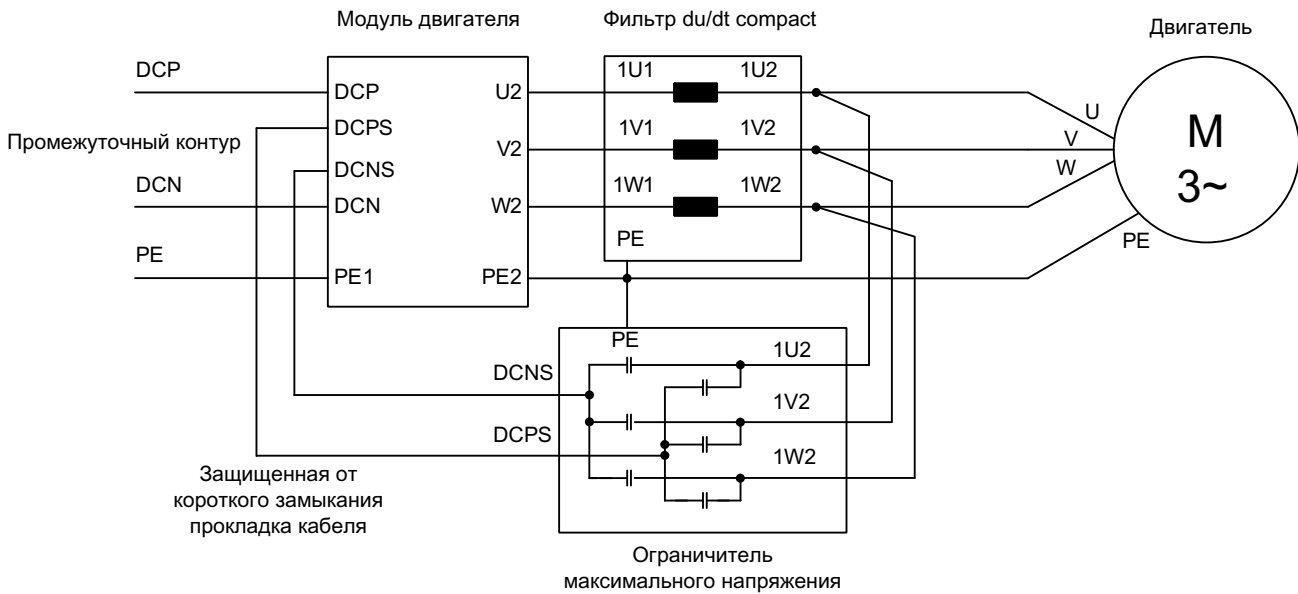 Модуль двигателя
Фильтр du/dt compact
Двигатель
DCP
DCP
U2
1U1
1U2
U
DCPS
Промежуточный контур
V2
1V1
1V2
V
M
3~
DCNS
W
DCN
DCN
W2
1W1
1W2
PE
PE
PE
PE1
PE2
PE
1U2
DCNS
1V2
DCPS
1W2
Защищенная от
короткого замыкания
прокладка кабеля
Ограничитель
максимального напряжения